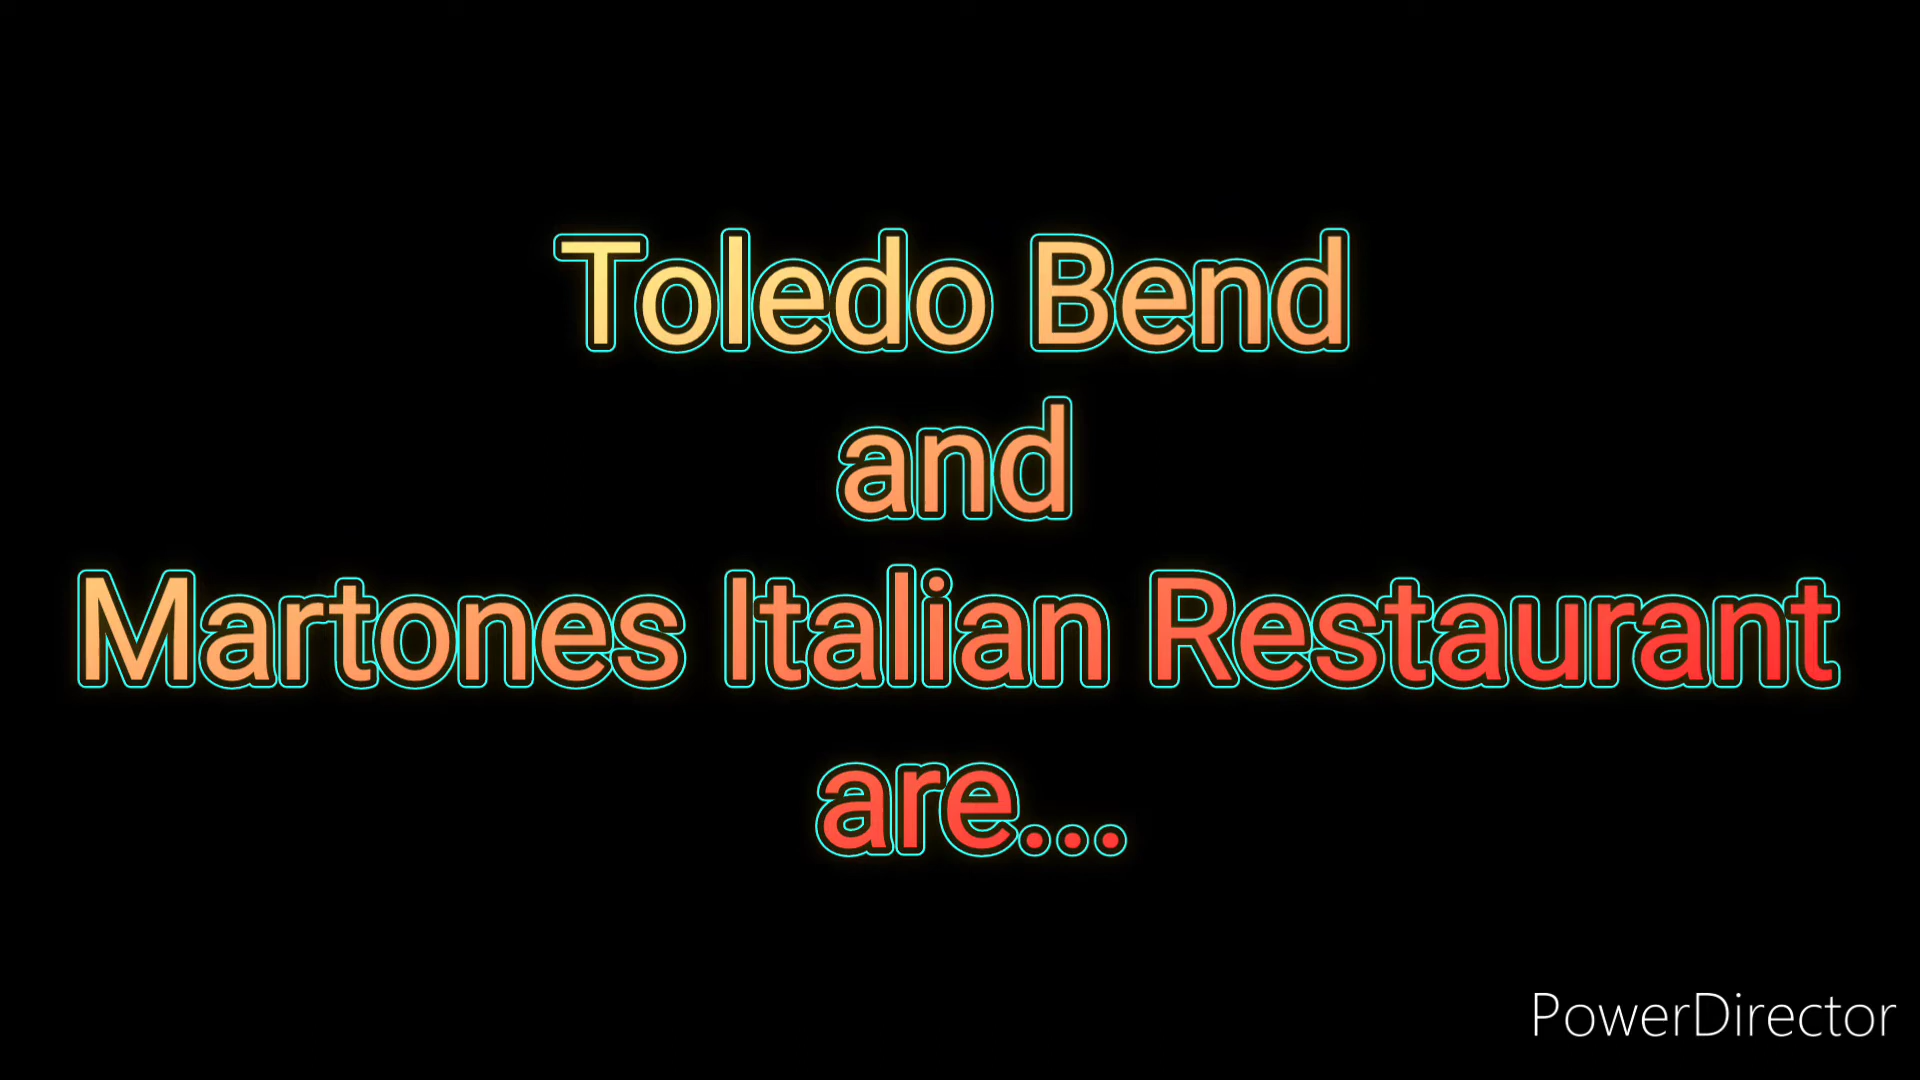 Toledo Bend
and
Martones Italian Restaurant
are...
PowerDirector